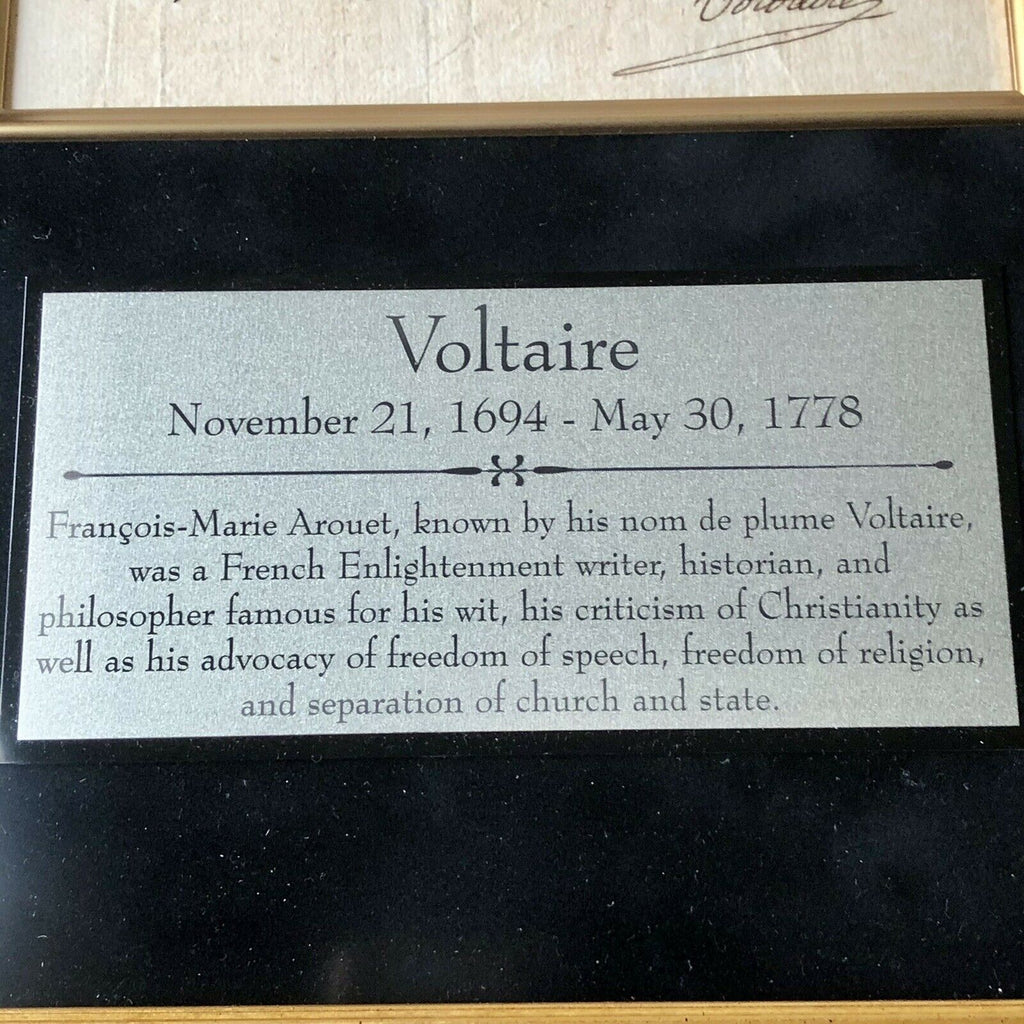 Voltaire
Voltaire
November 21, 1694 - May 30, 1778
François-Marie Arouet, known by his nom de plume Voltaire,
was a French Enlightenment writer, historian, and
philosopher famous for his wit, his criticism of Christianity as
well as his advocacy of freedom of speech, freedom of religion,
and separation of church and state.